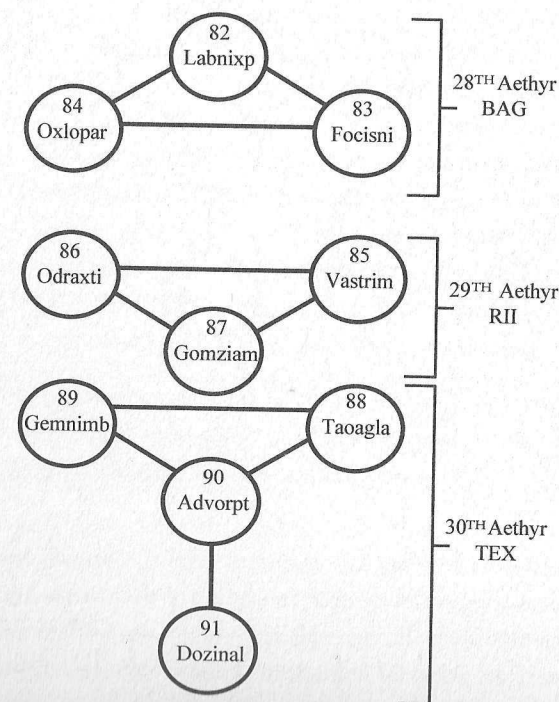 82
Labnixp
84
Oxlopar
83
Focisni
28TH Aethyr
BAG
86
Odraxti
85
Vastrim
87
Gomziam
29TH Aethyr
RII
89
Gemnimb
88
Taoagla
90
Advorpt
30TH Aethyr
TEX
91
Dozinal